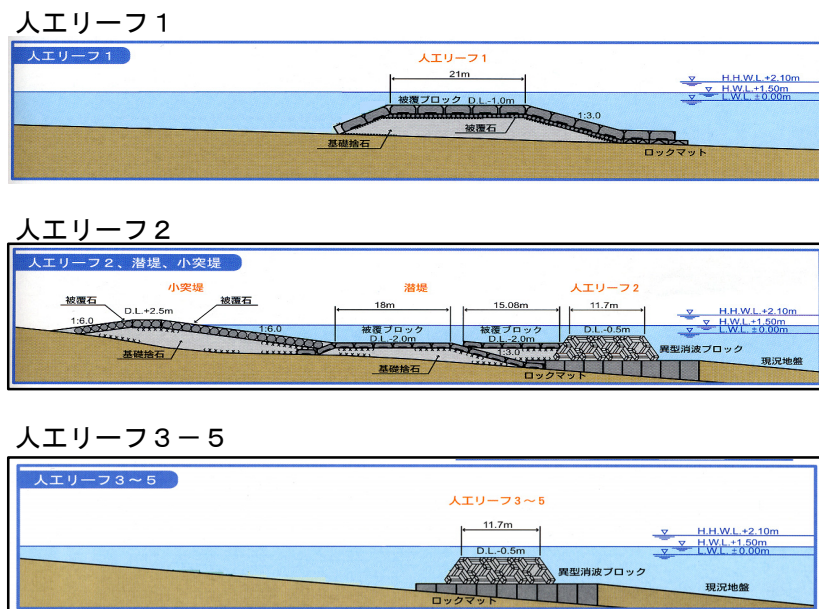 人工リーフ１
人工リーフ1
人工リーフ1
21m
被覆ブロック D.L.-1.0m
H.H.W.L.+2.10m
H.W.L.+1.50m
L.W.L.±0.00m
1:3.0
被覆石
基礎捨石
ロックマット
人工リーフ２
人工リーフ2、潜堤、小突堤
小突堤
潜堤
人工リーフ2
被覆石
被覆石
D.L.+2.5m
18m
15.08m
11.7m
H.H.W.L.+2.10m
H.W.L.+1.50m
L.W.L.±0.00m
1:6.0
1:6.0
被覆ブロック
D.L.-2.0m
被覆ブロック
D.L.-2.0m
D.L.-0.5m
1:3.0
基礎捨石
基礎捨石
異型消波ブロック
現況地盤
ロックマット
人工リーフ３－５
人工リーフ3～5
人工リーフ3～5
11.7m
D.L.-0.5m
H.H.W.L.+2.10m
H.W.L.+1.50m
L.W.L.±0.00m
異型消波ブロック
現況地盤
ロックマット